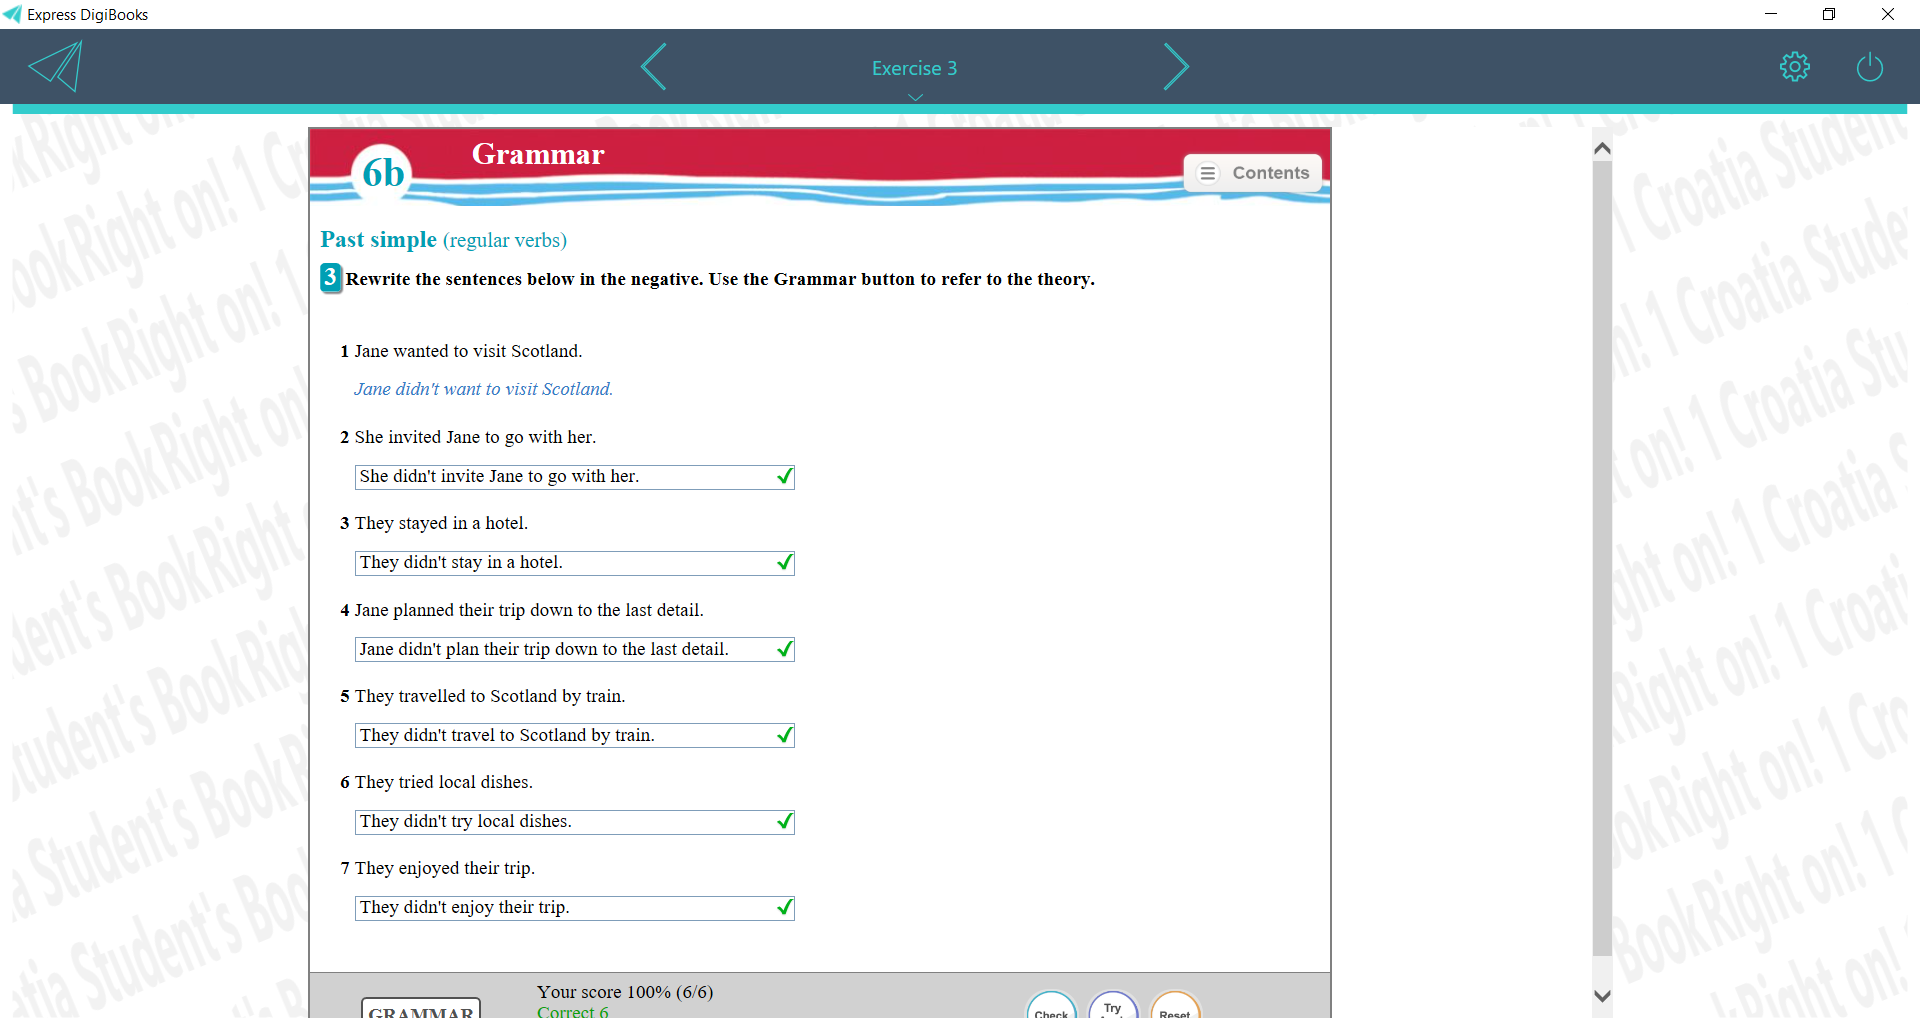 Express DigiBooks
Exercise 3
6b
Grammar
Contents
Past simple (regular verbs)
3 Rewrite the sentences below in the negative. Use the Grammar button to refer to the theory.
1 Jane wanted to visit Scotland.
Jane didn't want to visit Scotland.
2 She invited Jane to go with her.
She didn't invite Jane to go with her.
3 They stayed in a hotel.
They didn't stay in a hotel.
4 Jane planned their trip down to the last detail.
Jane didn't plan their trip down to the last detail.
5 They travelled to Scotland by train.
They didn't travel to Scotland by train.
6 They tried local dishes.
They didn't try local dishes.
7 They enjoyed their trip.
They didn't enjoy their trip.
GRAMMAR
Your score 100% (6/6)
Correct 6
Check
Try
Reset